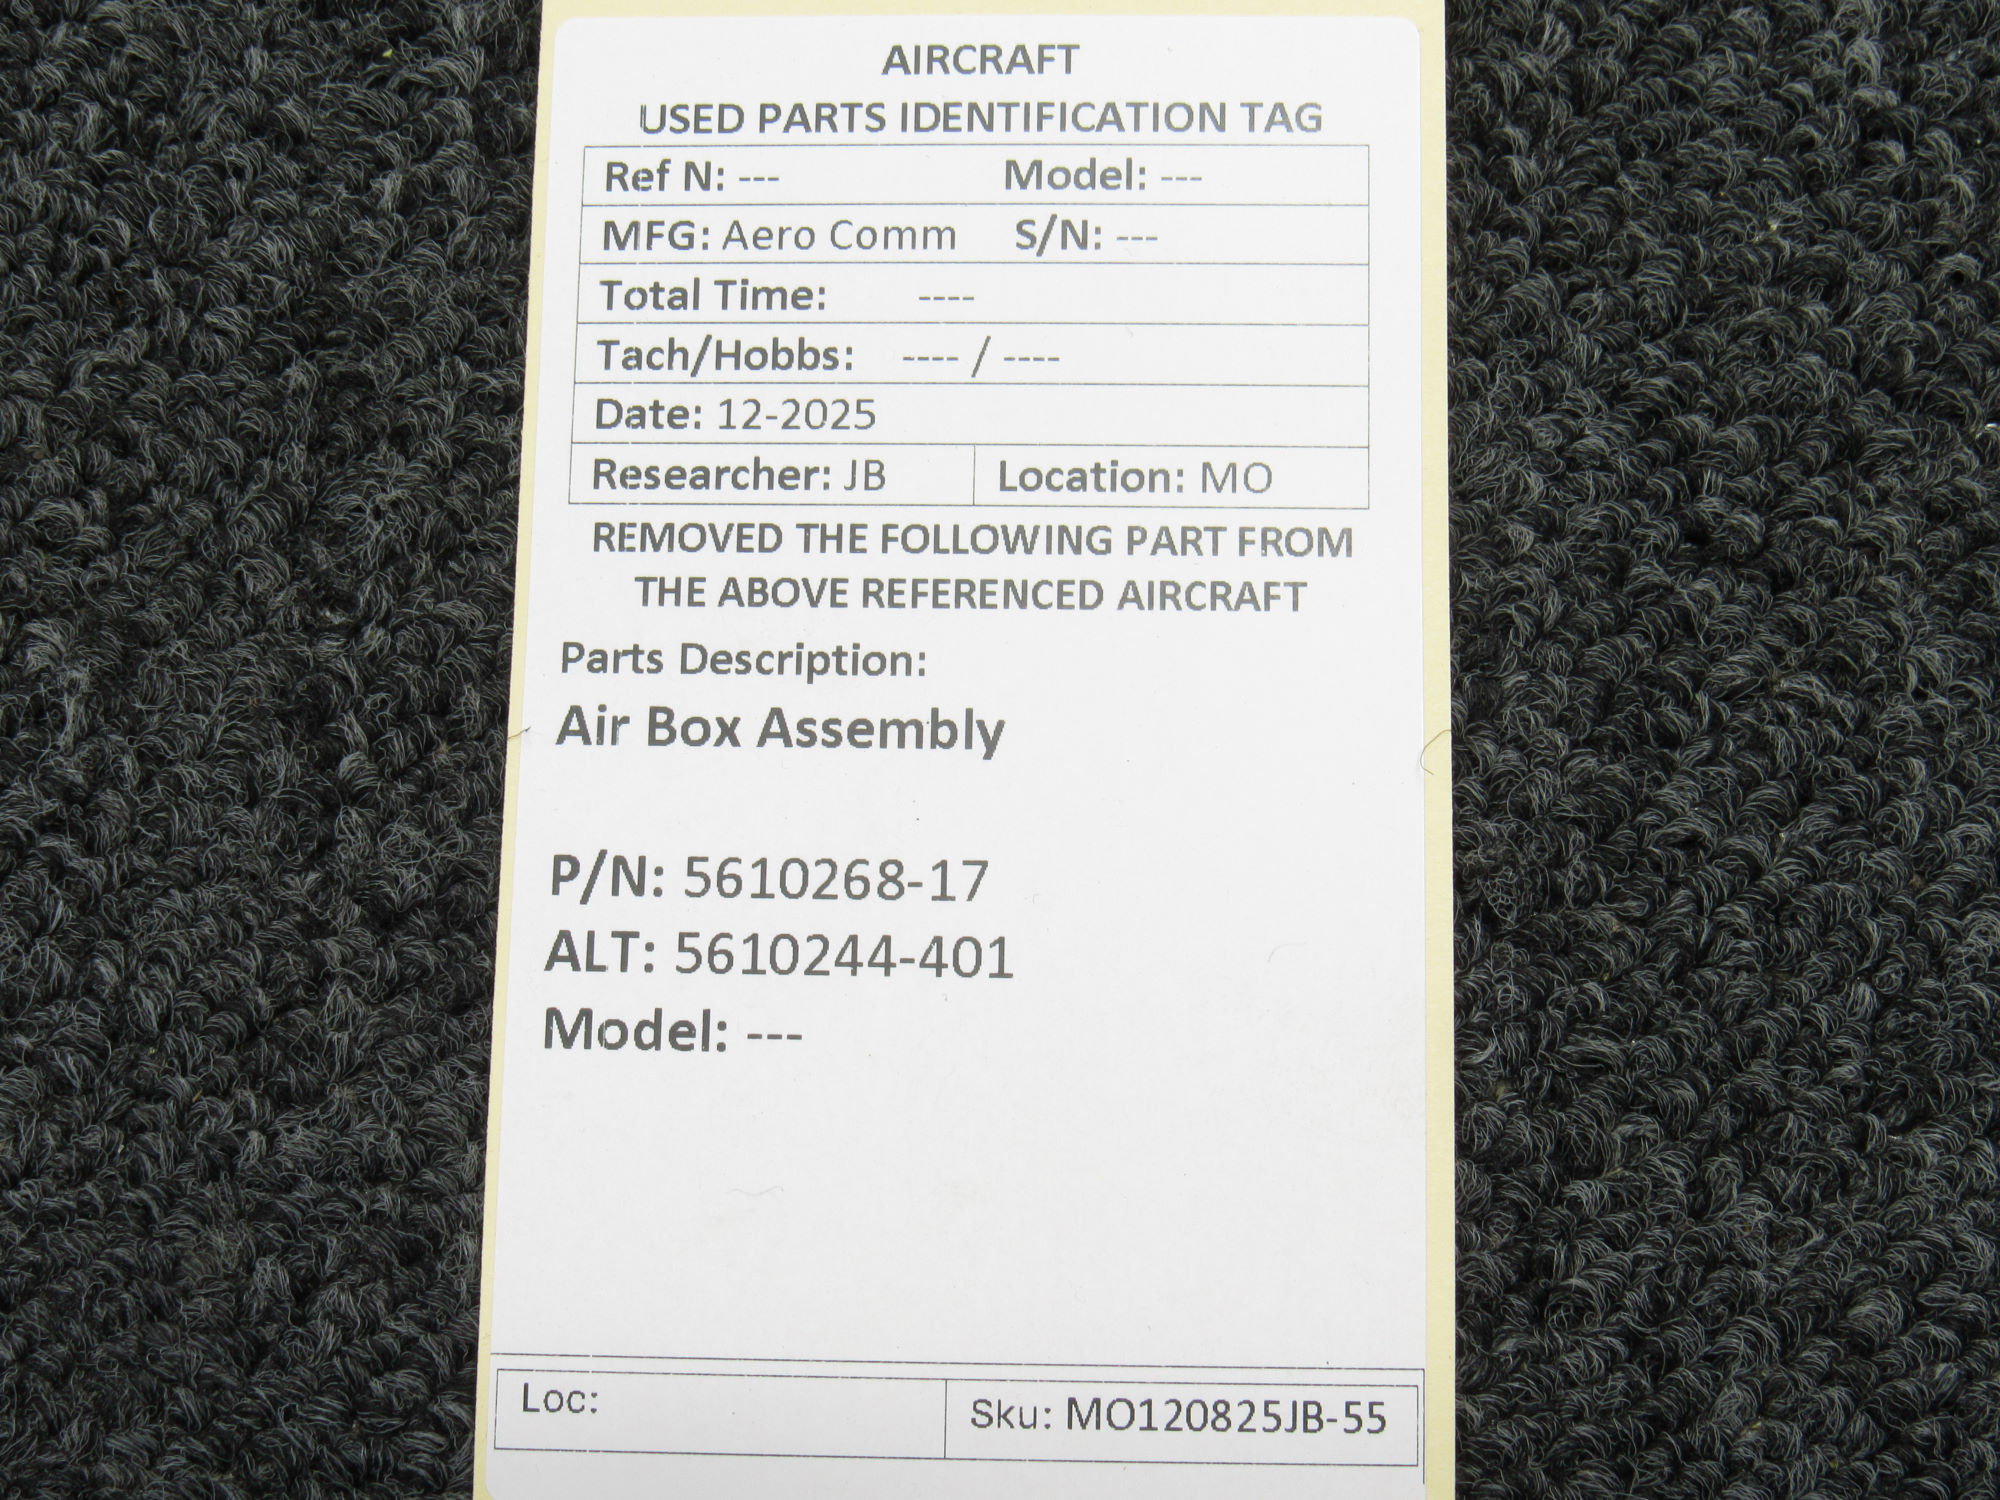 AIRCRAFT
USED PARTS IDENTIFICATION TAG
Ref N: --- Model: ---
MFG: Aero Comm S/N: ---
Total Time: ----
Tach/Hobbs: ---- / ----
Date: 12-2025
Researcher: JB Location: MO
REMOVED THE FOLLOWING PART FROM
THE ABOVE REFERENCED AIRCRAFT
Parts Description:
Air Box Assembly
P/N: 5610268-17
ALT: 5610244-401
Model: ---
Loc: Sku: MO120825JB-55